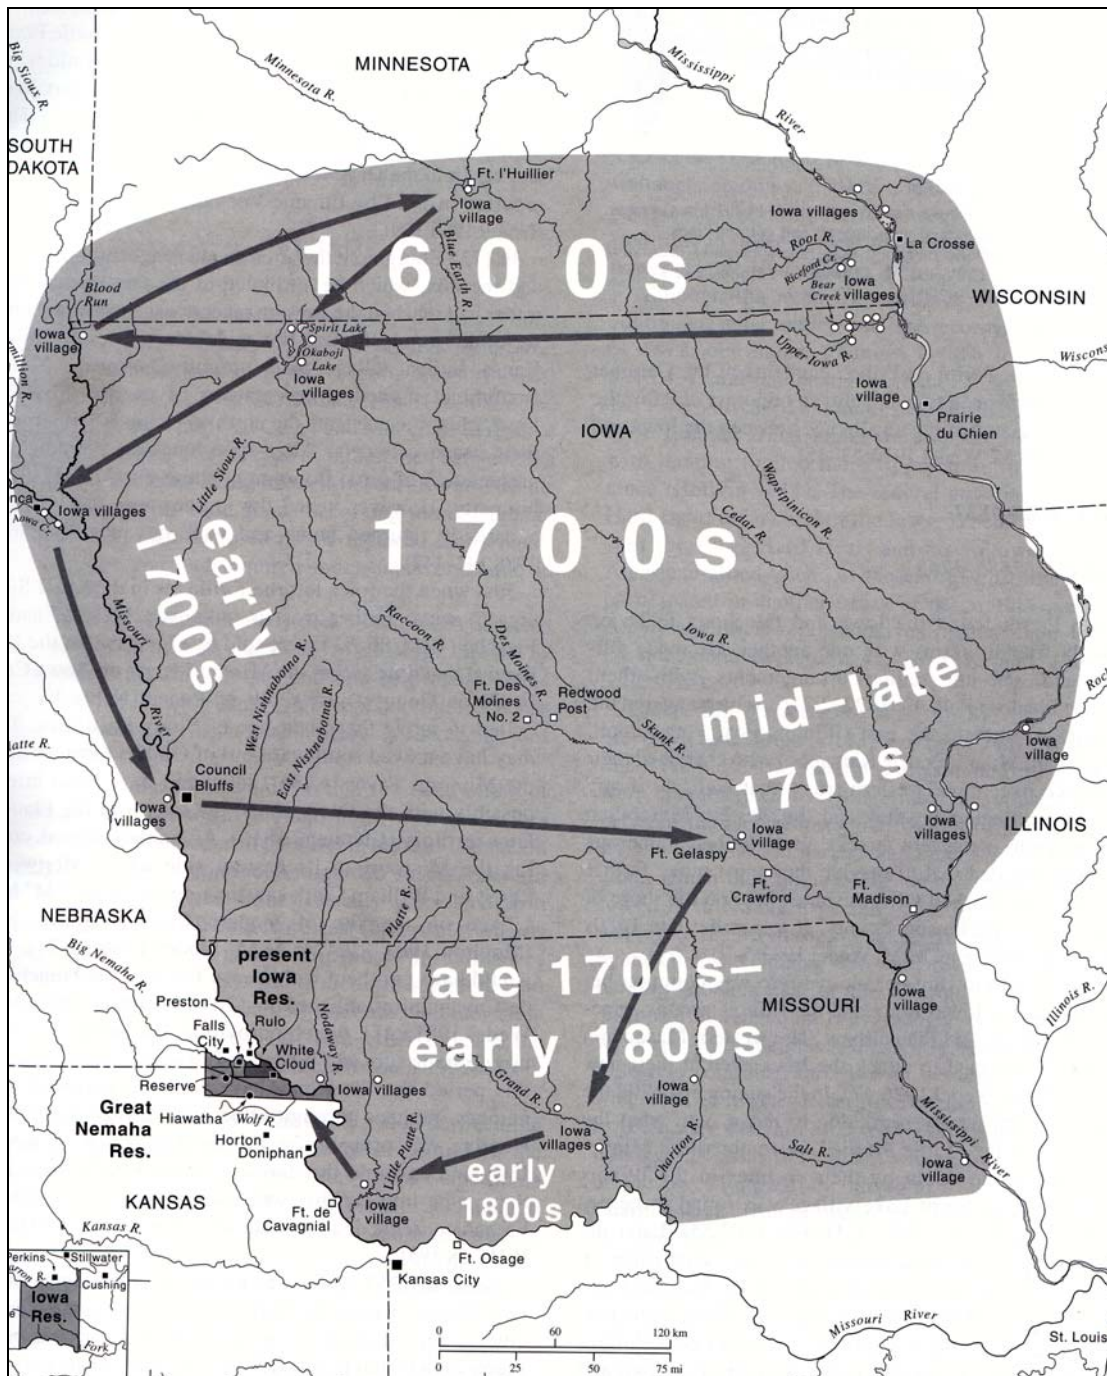 MINNESOTA
Big Sioux R.
Minnesota R.
Mississippi
River
SOUTH
DAKOTA
Ft. l'Huillier
Iowa
village
Iowa villages
La Crosse
Root R.
Riceford Cr.
Bear
Creek
Iowa
villages
WISCONSIN
1600s
Blue Earth R.
Blood
Run
Iowa
village
Spirit Lake
Okaboji
Lake
Iowa
villages
Upper Iowa R.
Iowa
village
Prairie
du Chien
IOWA
Little Sioux R.
Wapsipinicon R.
Cedar R.
Iowa villages
Iowa Cr.
1700s
early
1700s
Missouri
River
Raccoon R.
Des Moines R.
Iowa R.
West Nishnabotna R.
East Nishnabotna R.
Ft. Des
Moines
No. 2
Redwood
Post
Skunk R.
mid–late
1700s
Iowa
village
Council
Bluffs
Iowa
villages
Iowa
village
Ft. Gelaspy
Ft.
Crawford
Iowa
villages
ILLINOIS
Ft.
Madison
NEBRASKA
Platte R.
Big Nemaha R.
present
Iowa
Res.
late 1700s–
early 1800s
MISSOURI
Iowa
village
Illinois R.
Preston
Rulo
Falls
City
White
Cloud
Nodaway R.
Reserve
Iowa villages
Grand R.
Iowa
village
Hiawatha
Wolf R.
Great
Nemaha
Res.
Horton
Doniphan
Little Platte R.
Iowa
villages
Chariton R.
Salt R.
Mississippi
River
Iowa
village
early
1800s
KANSAS
Ft. de
Cavagnial
Iowa
village
Kansas R.
Ft. Osage
Kansas City
Perkins
Stillwater
Cushing
Iowa
Res.
Fork
0 60 120 km
0 25 50 75 mi
Missouri River
St. Louis